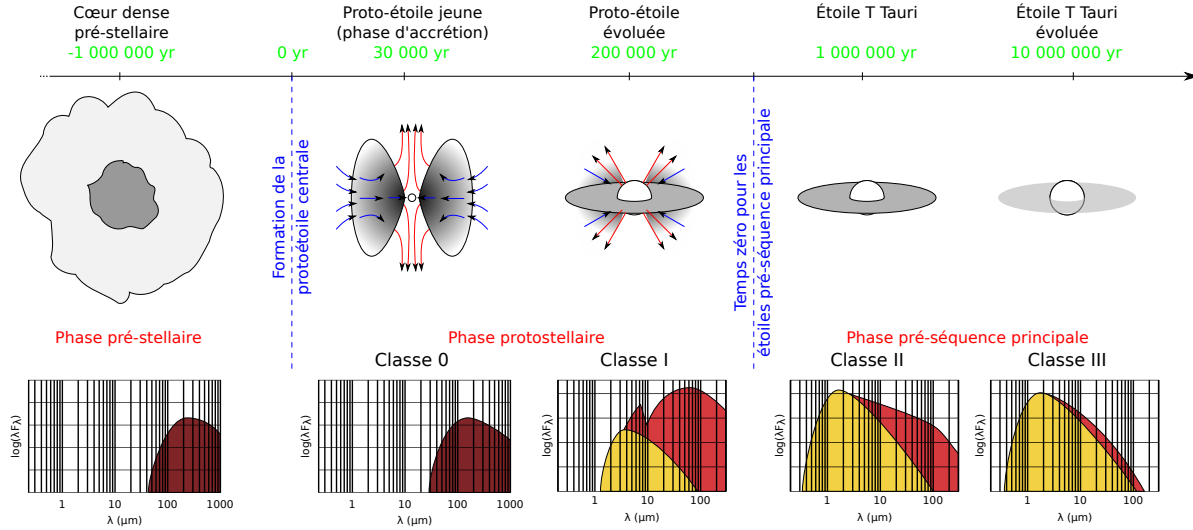 Cœur dense
pré-stellaire
-1 000 000 yr
0 yr
Proto-étoile jeune
(phase d'accrétion)
30 000 yr
Proto-étoile
évoluée
200 000 yr
Étoile T Tauri
1 000 000 yr
Étoile T Tauri
évoluée
10 000 000 yr
Formation de la
protoétoile centrale
Temps zéro pour les
étoiles pré-séquence principale
Phase pré-stellaire
Phase protostellaire
Phase pré-séquence principale
Classe 0
Classe I
Classe II
Classe III
log(λFλ)
1 10 100 1000
λ (μm)
log(λFλ)
1 10 100 1000
λ (μm)
log(λFλ)
1 10 100
λ (μm)
log(λFλ)
1 10 100
λ (μm)
log(λFλ)
1 10 100
λ (μm)